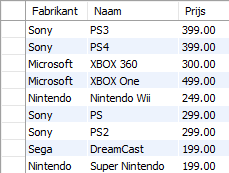 Fabrikant Naam Prijs
Sony PS3 399.00
Sony PS4 399.00
Microsoft XBOX 360 300.00
Microsoft XBOX One 499.00
Nintendo Nintendo Wii 249.00
Sony PS 299.00
Sony PS2 299.00
Sega DreamCast 199.00
Nintendo Super Nintendo 199.00